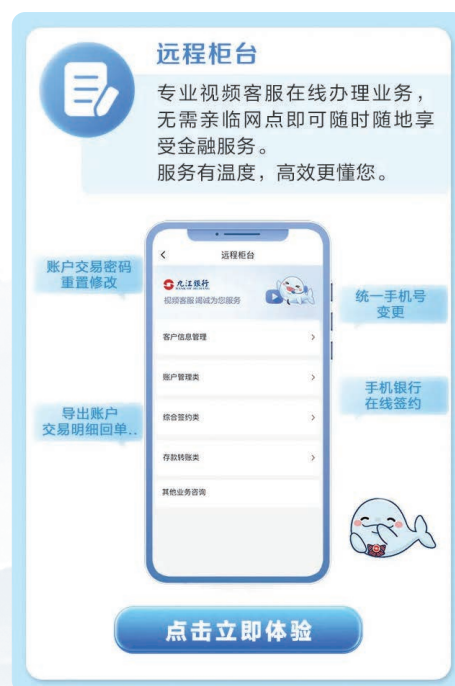 远程柜台
专业视频客服在线办理业务，
无需亲临网点即可随时随地享
受金融服务。
服务有温度，高效更懂您。
远程柜台
九江银行
视频客服 竭诚为您服务
客户信息管理
账户管理类
综合签约类
存款转账类
其他业务咨询
账户交易密码
重置修改
导出账户
交易明细回单..
统一手机号
变更
手机银行
在线签约
点击立即体验